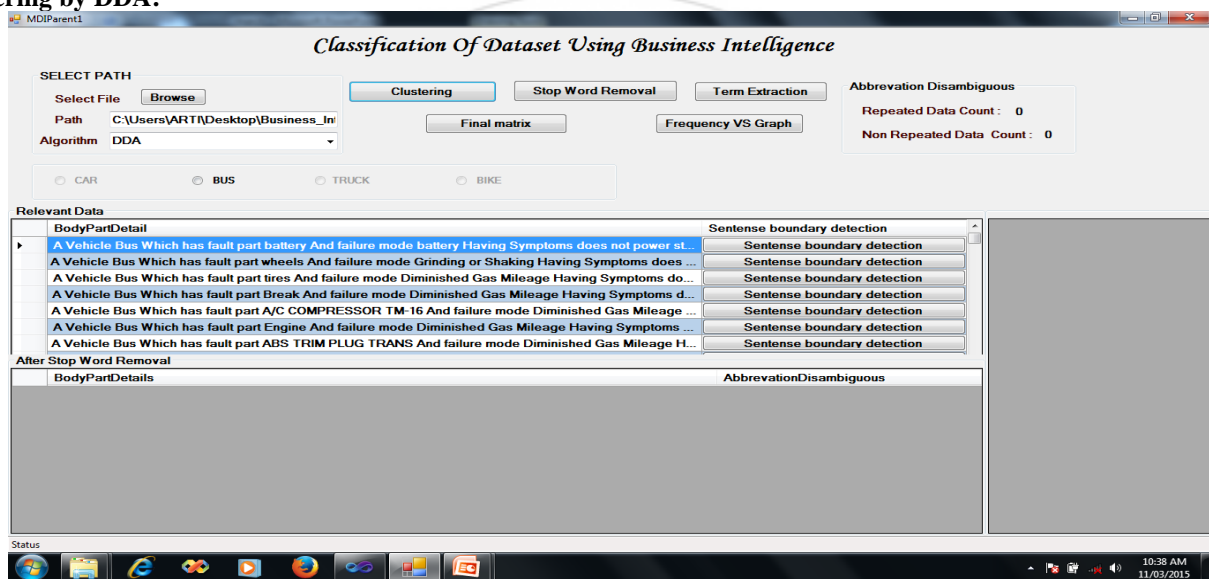 ering by DDA:
MDIParent1
Classification Of Dataset Using Business Intelligence
SELECT PATH
Select File Browse
Path C:\Users\ARTI\Desktop\Business_In
Algorithm DDA
Clustering Stop Word Removal Term Extraction
Final matrix Frequency VS Graph
Abbrevation Disambiguous
Repeated Data Count : 0
Non Repeated Data Count : 0
CAR BUS TRUCK BIKE
Relevant Data
BodyPartDetail Sentense boundary detection
A Vehicle Bus Which has fault part battery And failure mode battery Having Symptoms does not power st... Sentense boundary detection
A Vehicle Bus Which has fault part wheels And failure mode Grinding or Shaking Having Symptoms does ... Sentense boundary detection
A Vehicle Bus Which has fault part tires And failure mode Diminished Gas Mileage Having Symptoms do... Sentense boundary detection
A Vehicle Bus Which has fault part Break And failure mode Diminished Gas Mileage Having Symptoms d... Sentense boundary detection
A Vehicle Bus Which has fault part A/C COMPRESSOR TM-16 And failure mode Diminished Gas Mileage ... Sentense boundary detection
A Vehicle Bus Which has fault part Engine And failure mode Diminished Gas Mileage Having Symptoms ... Sentense boundary detection
A Vehicle Bus Which has fault part ABS TRIM PLUG TRANS And failure mode Diminished Gas Mileage H... Sentense boundary detection
After Stop Word Removal
BodyPartDetails AbbrevationDisambiguous
Status
10:38 AM
11/03/2015